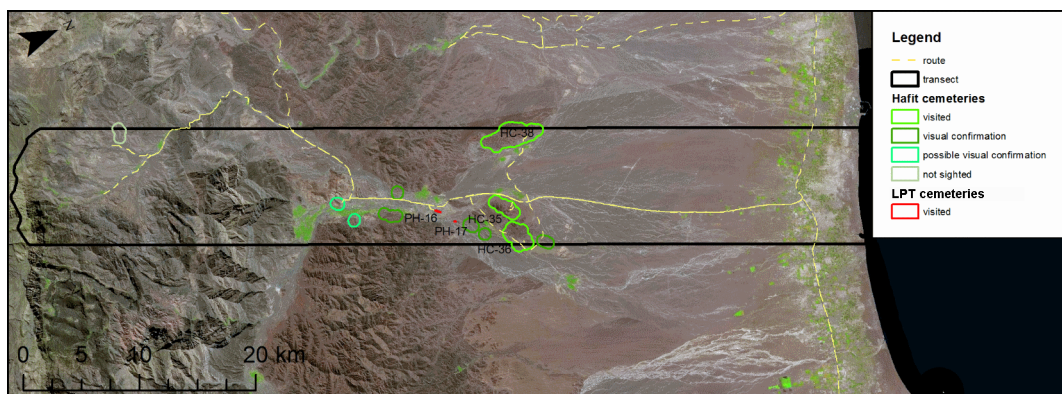 N
Legend
route
transect
Hafit cemeteries
visited
visual confirmation
possible visual confirmation
not sighted
LPT cemeteries
visited
HC-38
PH-16
HC-35
PH-17
HC-36
0 5 10 20 km